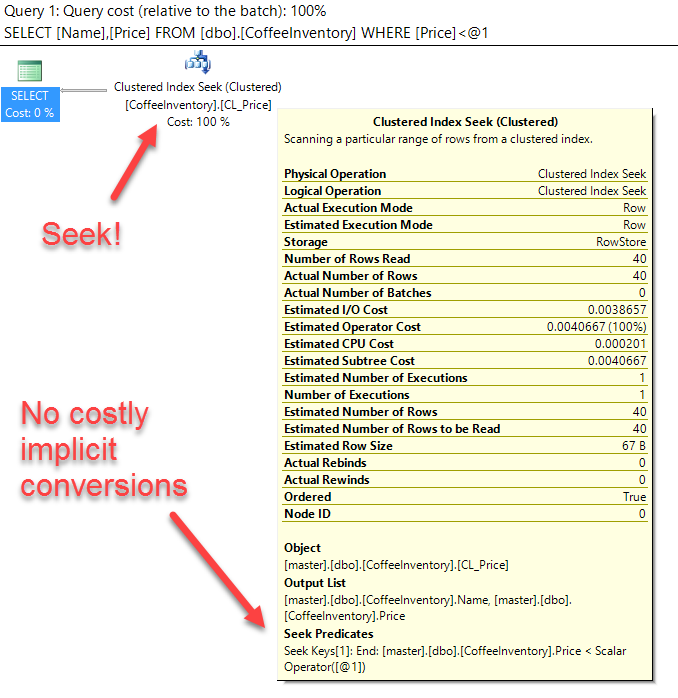 Query 1: Query cost (relative to the batch): 100%
SELECT [Name],[Price] FROM [dbo].[CoffeeInventory] WHERE [Price]<@1
SELECT
Cost: 0 %
Clustered Index Seek (Clustered)
[CoffeeInventory].[CL_Price]
Cost: 100 %
Seek!
No costly
implicit
conversions
Clustered Index Seek (Clustered)
Scanning a particular range of rows from a clustered index.
Physical Operation Clustered Index Seek
Logical Operation Clustered Index Seek
Actual Execution Mode Row
Estimated Execution Mode Row
Storage RowStore
Number of Rows Read 40
Actual Number of Rows 40
Actual Number of Batches 0
Estimated I/O Cost 0.0038657
Estimated Operator Cost 0.0040667 (100%)
Estimated CPU Cost 0.000201
Estimated Subtree Cost 0.0040667
Estimated Number of Executions 1
Number of Executions 1
Estimated Number of Rows 40
Estimated Number of Rows to be Read 40
Estimated Row Size 67 B
Actual Rebinds 0
Actual Rewinds 0
Ordered True
Node ID 0
Object
[master].[dbo].[CoffeeInventory].[CL_Price]
Output List
[master].[dbo].[CoffeeInventory].Name, [master].[dbo].
[CoffeeInventory].Price
Seek Predicates
Seek Keys[1]: End: [master].[dbo].[CoffeeInventory].Price < Scalar
Operator([@1])